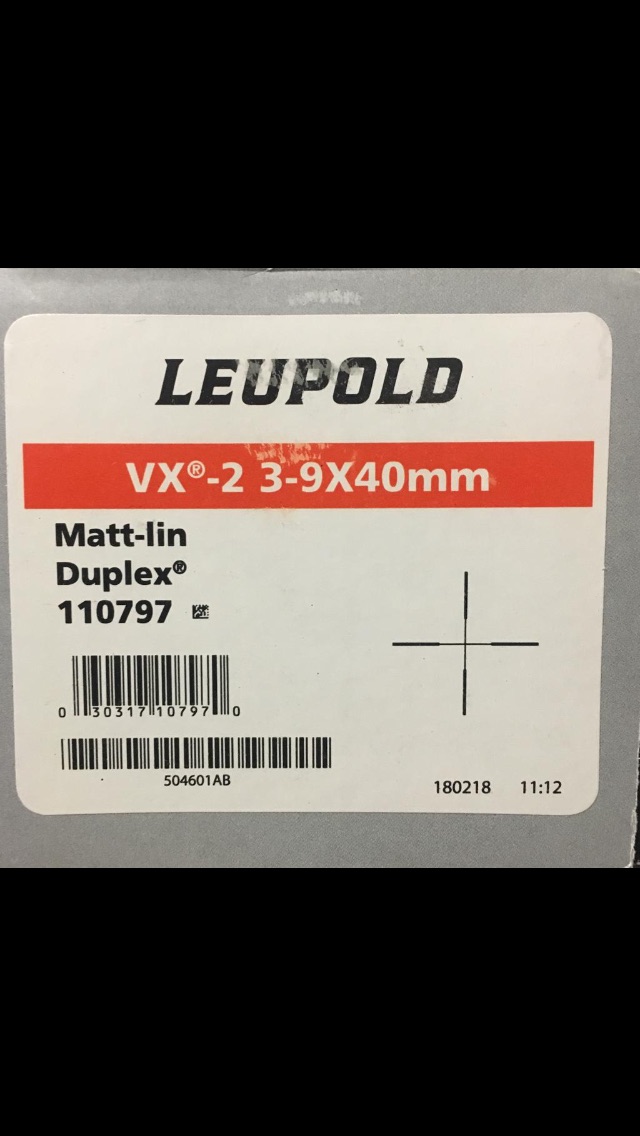 LEUPOLD
VX®-2 3-9X40mm
Matt-lin
Duplex®
110797
0 30317 10797 0
504601AB
180218 11:12